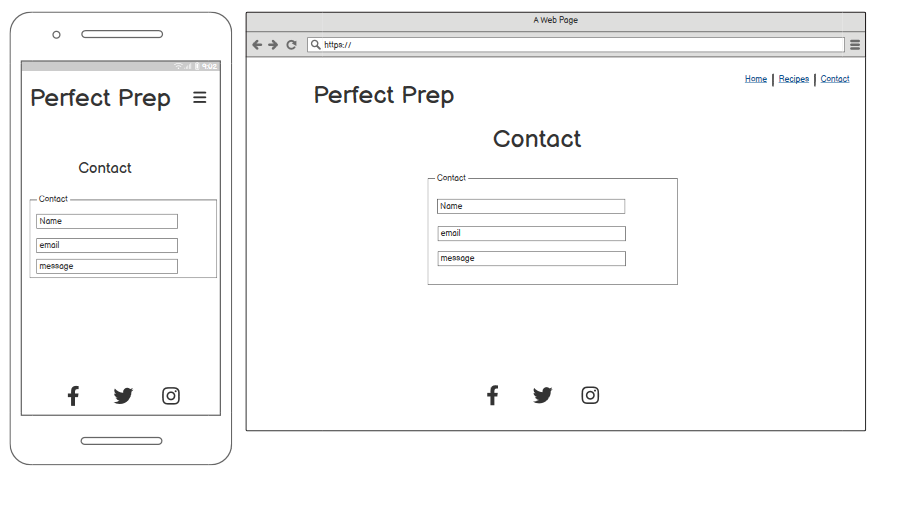 9:02
Perfect Prep
Contact
Contact
Name
email
message
A Web Page
https://
Home | Recipes | Contact
Perfect Prep
Contact
Contact
Name
email
message